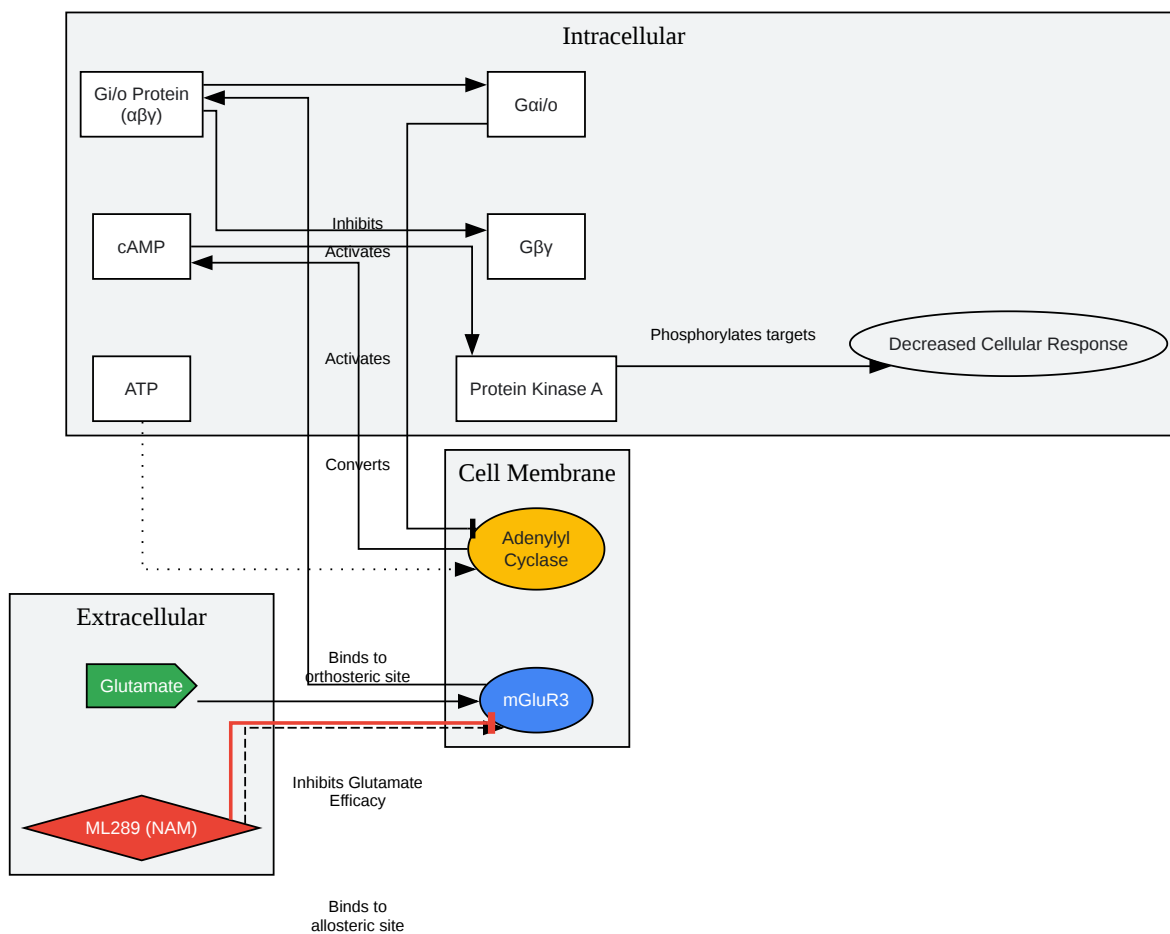 Intracellular
Gi/o Protein
(αβγ)
Gαi/o
Inhibits
cAMP
Gβγ
Activates
Phosphorylates targets
Decreased Cellular Response
Activates
ATP
Protein Kinase A
Converts
Cell Membrane
Adenylyl
Cyclase
Extracellular
Binds to
orthosteric site
Glutamate
mGluR3
Inhibits Glutamate
Efficacy
ML289 (NAM)
Binds to
allosteric site